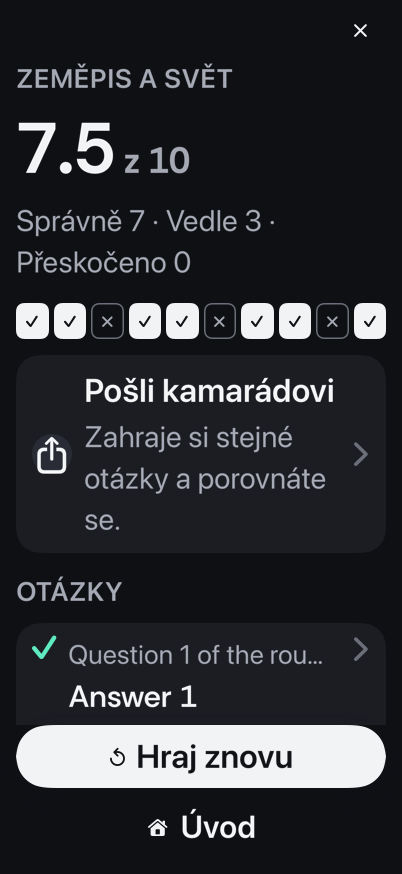 ZEMĚPIS A SVĚT
7.5 z 10
Správně 7 · Vedle 3 ·
Přeskočeno 0
Pošli kamarádovi
Zahraje si stejné
otázky a porovnáte
se.
OTÁZKY
Question 1 of the rou...
Answer 1
Hraj znovu
Úvod